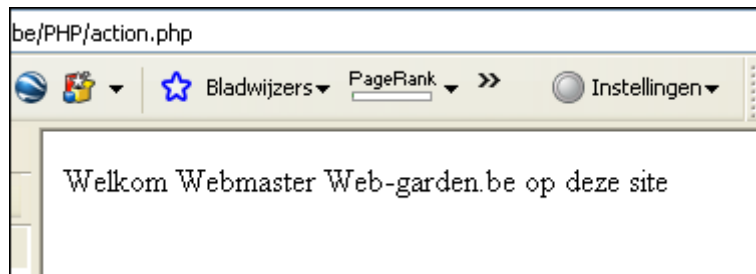 be/PHP/action.php
Bladwijzers PageRank Instellingen
Welkom Webmaster Web-garden.be op deze site